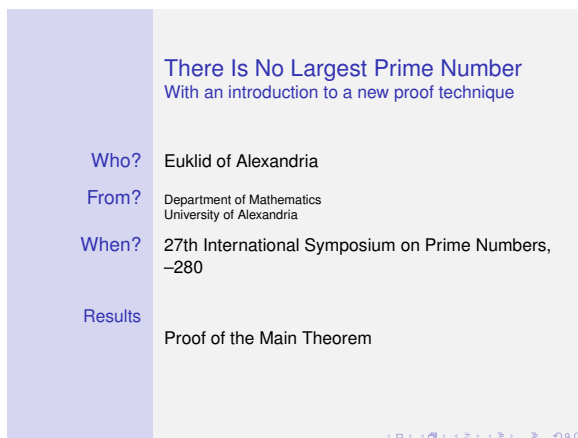 There Is No Largest Prime Number
With an introduction to a new proof technique
Who? Euklid of Alexandria
From? Department of Mathematics
University of Alexandria
When? 27th International Symposium on Prime Numbers,
–280
Results
Proof of the Main Theorem